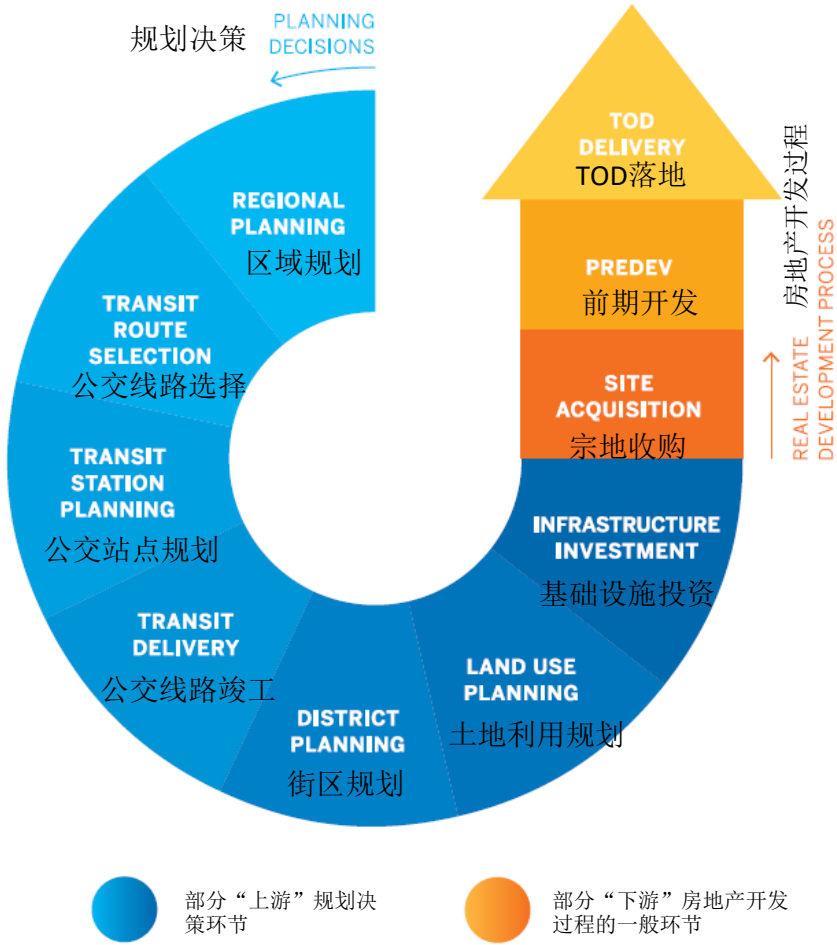 规划决策
PLANNING
DECISIONS
REGIONAL
PLANNING
区域规划
TRANSIT
ROUTE
SELECTION
公交线路选择
TRANSIT
STATION
PLANNING
公交站点规划
TRANSIT
DELIVERY
公交线路竣工
DISTRICT
PLANNING
街区规划
LAND USE
PLANNING
土地利用规划
INFRASTRUCTURE
INVESTMENT
基础设施投资
SITE
ACQUISITION
宗地收购
PREDEV
前期开发
TOD
DELIVERY
TOD落地
房地产开发过程
REAL ESTATE
DEVELOPMENT PROCESS
部分“上游”规划决
策环节
部分“下游”房地产开发
过程的一般环节